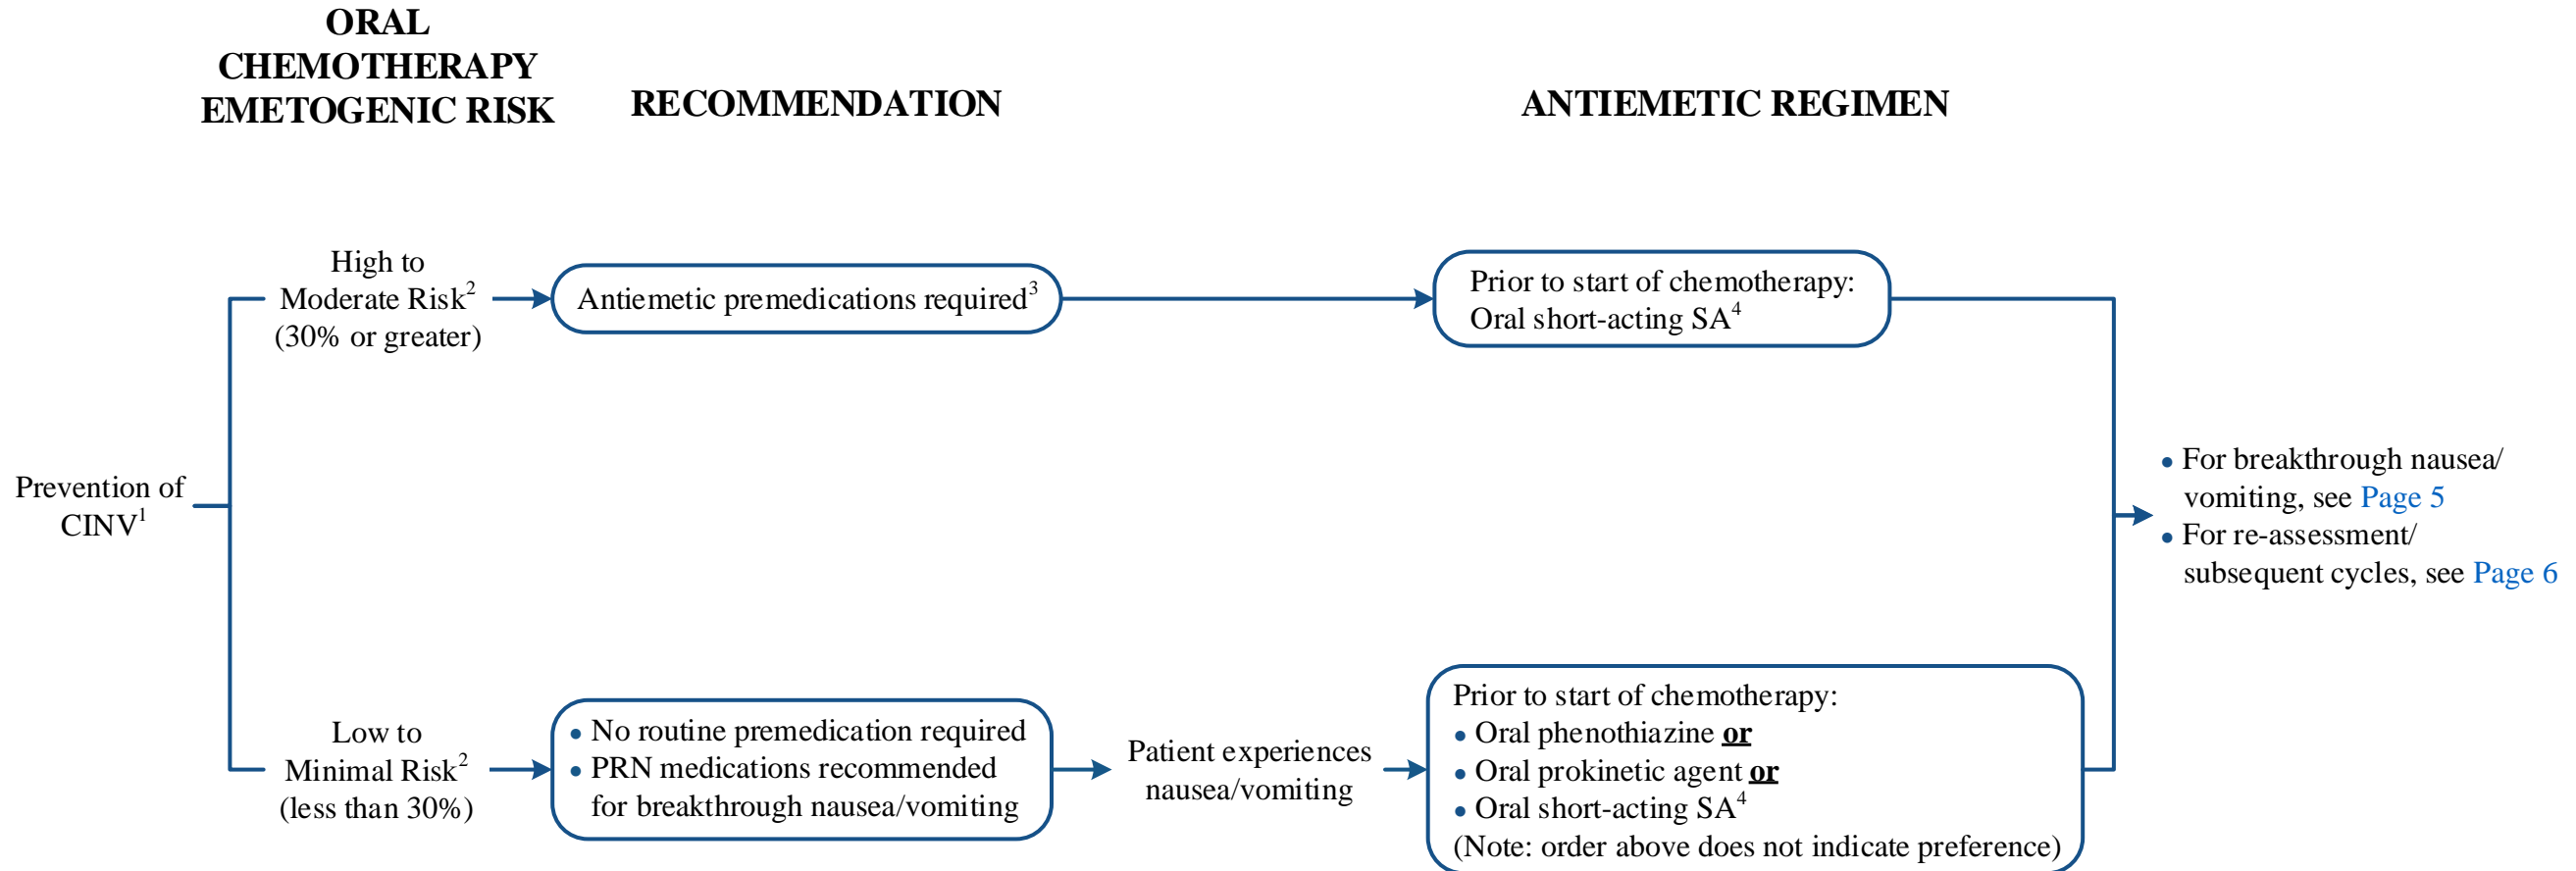 ORAL
CHEMOTHERAPY
EMETOGENIC RISK
RECOMMENDATION
ANTIEMETIC REGIMEN
Prevention of
CINV1
High to
Moderate Risk2
(30% or greater)
Antiemetic premedications required3
Prior to start of chemotherapy:
Oral short-acting SA4
Low to
Minimal Risk2
(less than 30%)
• No routine premedication required
• PRN medications recommended
for breakthrough nausea/vomiting
Patient experiences
nausea/vomiting
Prior to start of chemotherapy:
• Oral phenothiazine or
• Oral prokinetic agent or
• Oral short-acting SA4
(Note: order above does not indicate preference)
• For breakthrough nausea/
vomiting, see Page 5
• For re-assessment/
subsequent cycles, see Page 6